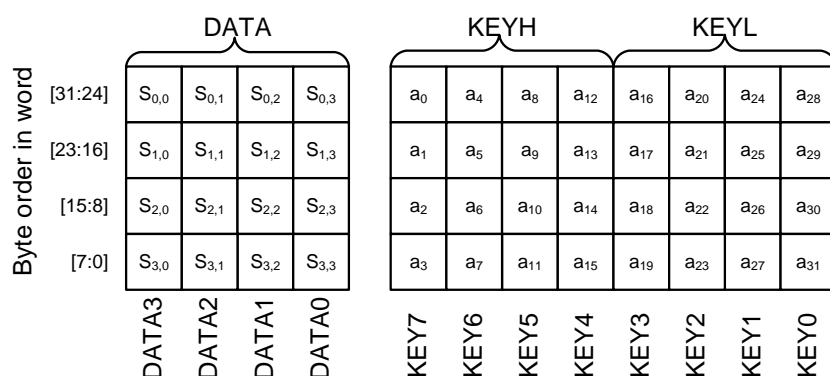 DATA KEYH KEYL
Byte order in word
[31:24] S0,0 S0,1 S0,2 S0,3 a0 a4 a8 a12 a16 a20 a24 a28
[23:16] S1,0 S1,1 S1,2 S1,3 a1 a5 a9 a13 a17 a21 a25 a29
[15:8] S2,0 S2,1 S2,2 S2,3 a2 a6 a10 a14 a18 a22 a26 a30
[7:0] S3,0 S3,1 S3,2 S3,3 a3 a7 a11 a15 a19 a23 a27 a31
DATA3 DATA2 DATA1 DATA0 KEY7 KEY6 KEY5 KEY4 KEY3 KEY2 KEY1 KEY0